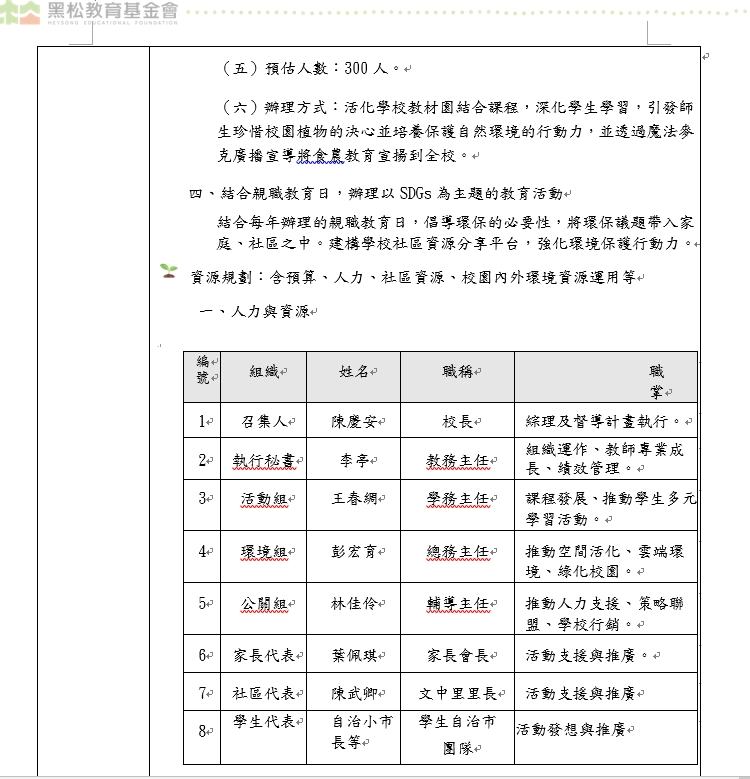 黑松教育基金會
HEYSONG EDUCATIONAL FOUNDATION
（五）預估人數：300 人。
（六）辦理方式：活化學校教材園結合課程，深化學生學習，引發師
生珍惜校園植物的決心並培養保護自然環境的行動力，並透過魔法麥
克廣播宣導將食農教育宣揚到全校。
四、結合親職教育日，辦理以 SDGs 為主題的教育活動
結合每年辦理的親職教育日，倡導環保的必要性，將環保議題帶入家
庭、社區之中。建構學校社區資源分享平台，強化環境保護行動力。
資源規劃：含預算、人力、社區資源、校園內外環境資源運用等
一、人力與資源
編
號 組織 姓名 職稱 職
掌
1 召集人 陳慶安 校長 綜理及督導計畫執行。
2 執行秘書 李亭 教務主任 組織運作、教師專業成
長、績效管理。
3 活動組 王春綢 學務主任 課程發展、推動學生多元
學習活動。
4 環境組 彭宏育 總務主任 推動空間活化、雲端環
境、綠化校園。
5 公關組 林佳伶 輔導主任 推動人力支援、策略聯
盟、學校行銷。
6 家長代表 葉佩琪 家長會長 活動支援與推廣。
7 社區代表 陳武卿 文中里里長 活動支援與推廣
8 學生代表 自治小市
長等 學生自治市
團隊 活動發想與推廣